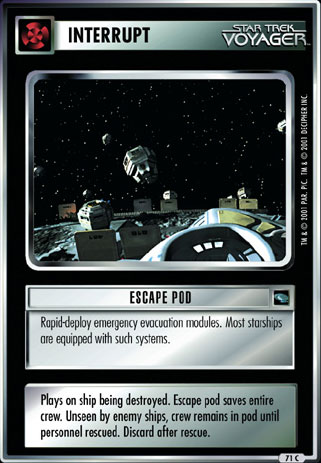 INTERRUPT
STAR TREK
VOYAGER™
TM & © 2001 PAR. PIC. TM & © 2001 DECIPHER INC.
ESCAPE POD
Rapid-deploy emergency evacuation modules. Most starships
are equipped with such systems.
Plays on ship being destroyed. Escape pod saves entire
crew. Unseen by enemy ships, crew remains in pod until
personnel rescued. Discard after rescue.
71 C